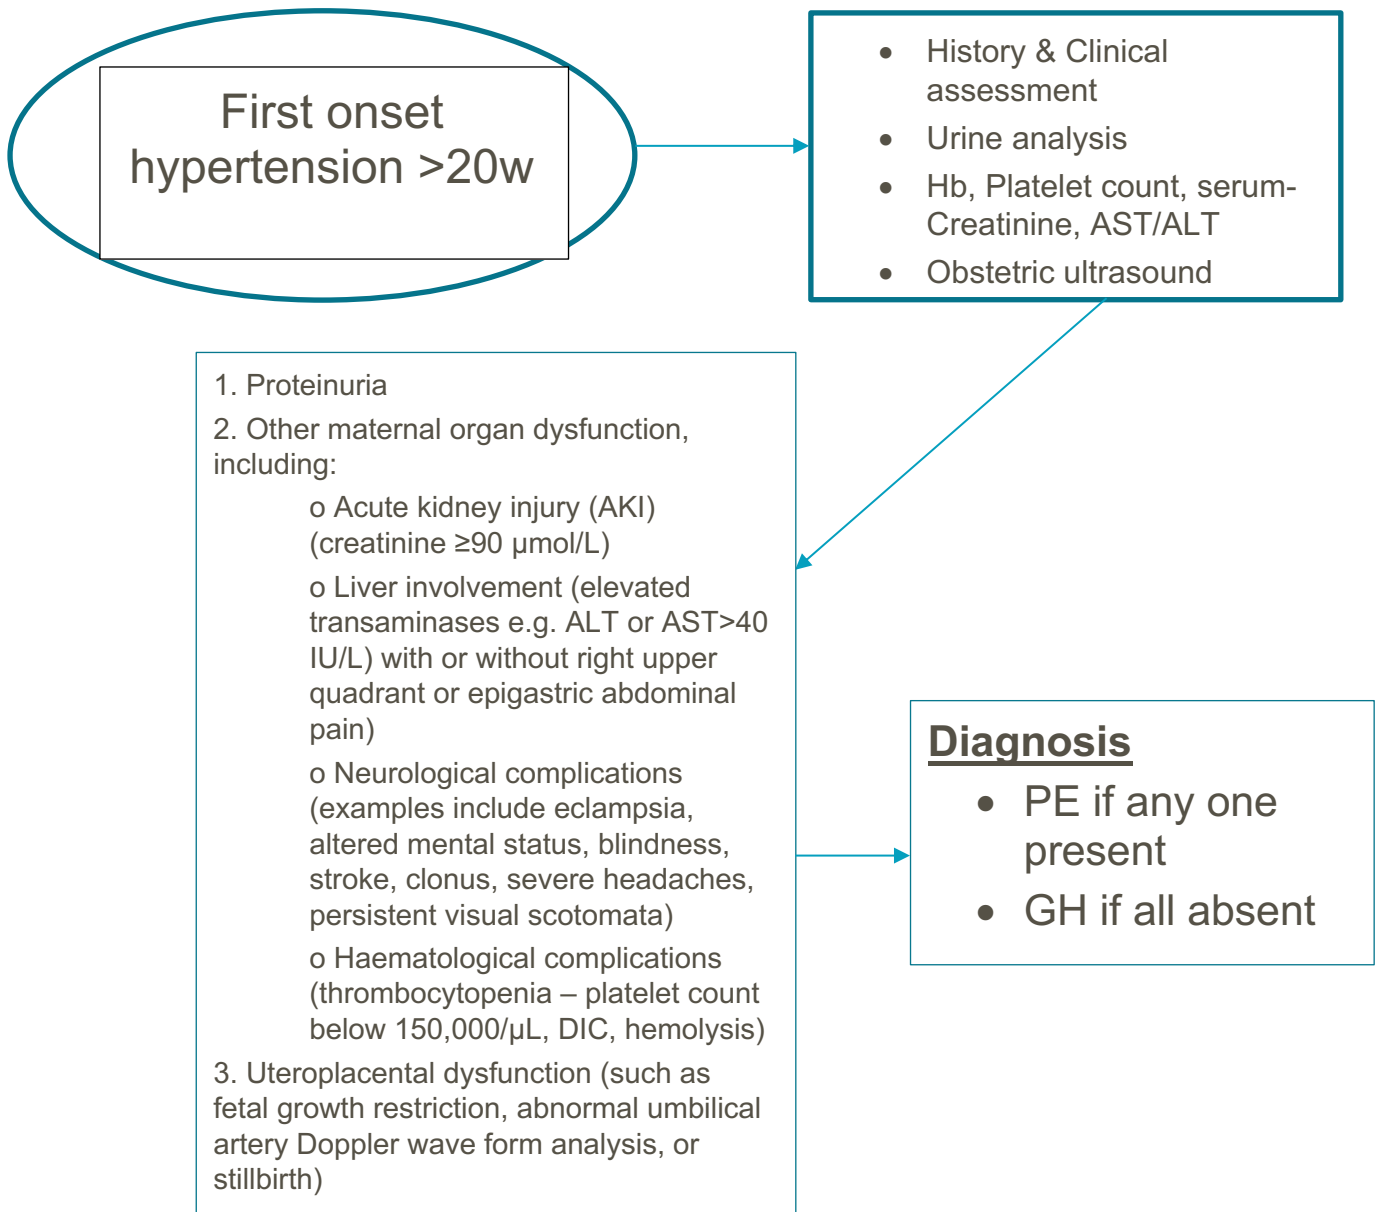 First onset
hypertension >20w
• History & Clinical
assessment
• Urine analysis
• Hb, Platelet count, serum-
Creatinine, AST/ALT
• Obstetric ultrasound
1. Proteinuria
2. Other maternal organ dysfunction,
including:
o Acute kidney injury (AKI)
(creatinine ≥90 μmol/L)
o Liver involvement (elevated
transaminases e.g. ALT or AST>40
IU/L) with or without right upper
quadrant or epigastric abdominal
pain)
o Neurological complications
(examples include eclampsia,
altered mental status, blindness,
stroke, clonus, severe headaches,
persistent visual scotomata)
o Haematological complications
(thrombocytopenia – platelet count
below 150,000/μL, DIC, hemolysis)
3. Uteroplacental dysfunction (such as
fetal growth restriction, abnormal umbilical
artery Doppler wave form analysis, or
stillbirth)
Diagnosis
• PE if any one
present
• GH if all absent